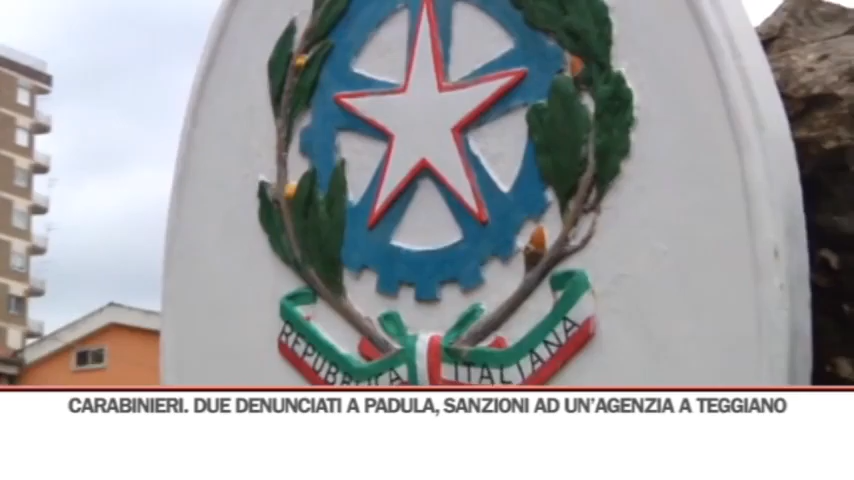 REPUBBLICA ITALIANA
CARABINIERI. DUE DENUNCIATI A PADULA, SANZIONI AD UN'AGENZIA A TEGGIANO